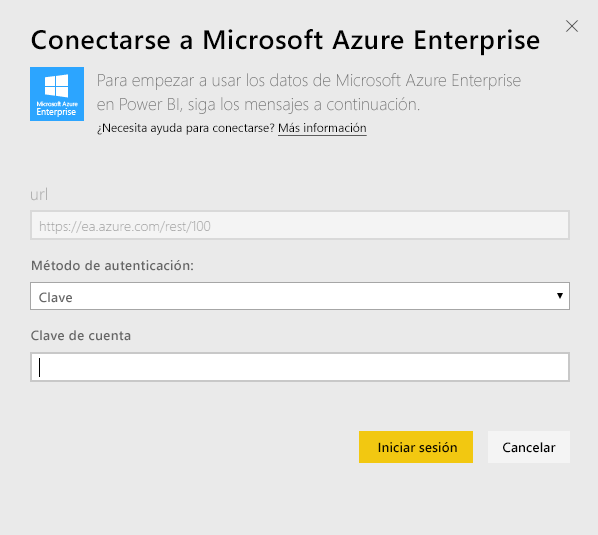 Conectarse a Microsoft Azure Enterprise
Microsoft Azure
Enterprise
Para empezar a usar los datos de Microsoft Azure Enterprise
en Power BI, siga los mensajes a continuación.
¿Necesita ayuda para conectarse? Más información
url
https://ea.azure.com/rest/100
Método de autenticación:
Clave
Clave de cuenta
Iniciar sesión
Cancelar